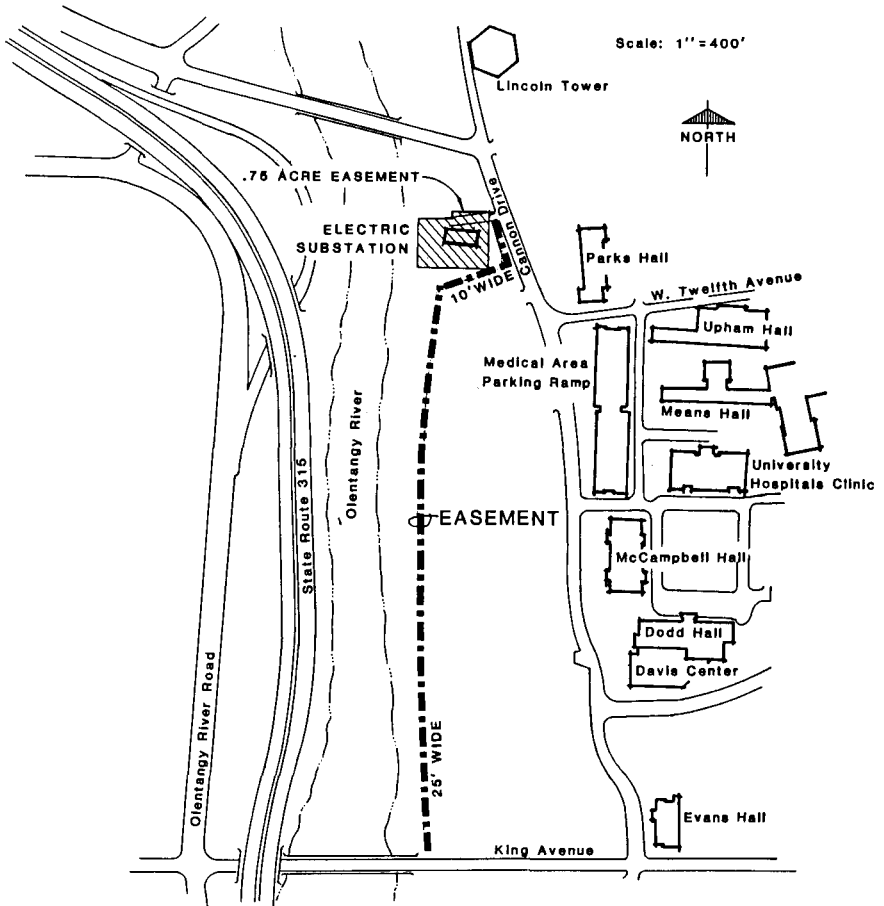 Scale: 1"=400'
Lincoln Tower
NORTH
.75 ACRE EASEMENT
ELECTRIC
SUBSTATION
Cannon Drive
Parks Hall
10' WIDE
W. Twelfth Avenue
Upham Hall
Medical Area
Parking Ramp
Means Hall
Olentangy River
State Route 315
University
Hospitals Clinic
EASEMENT
McCampbell Hall
Dodd Hall
Davis Center
Olentangy River Road
25' WIDE
Evans Hall
King Avenue